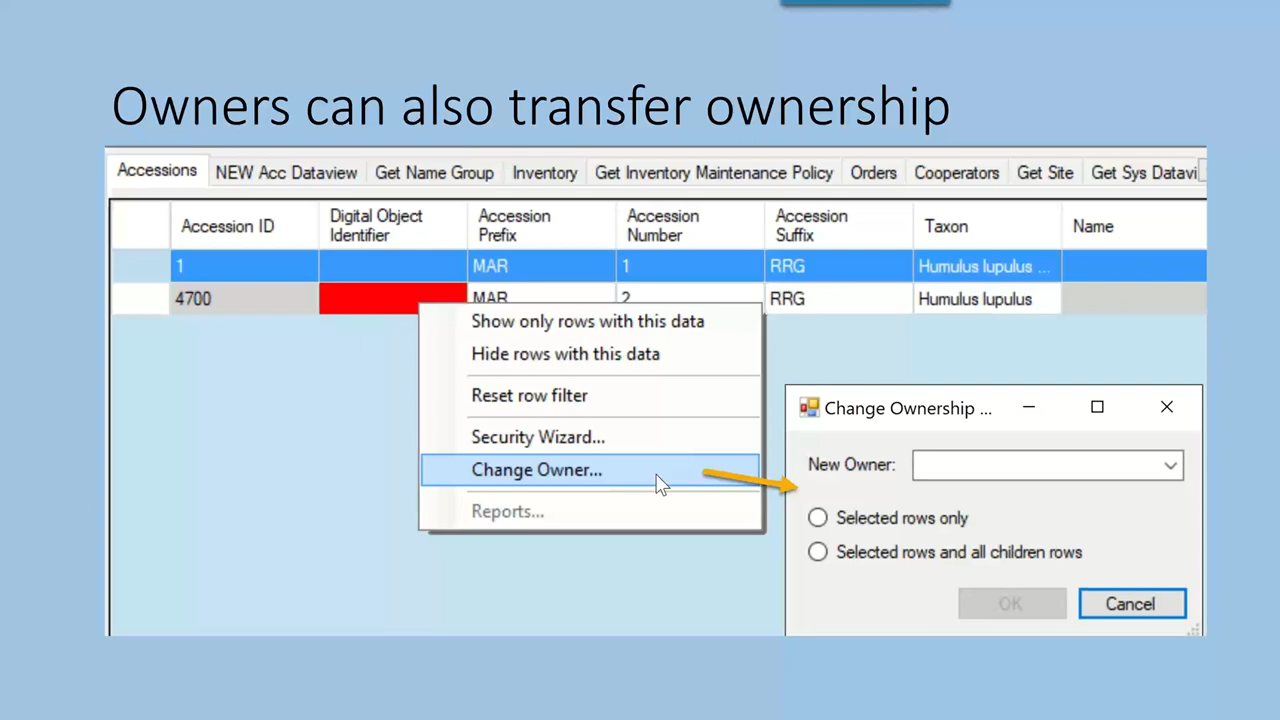 Owners can also transfer ownership
Accessions NEW Acc Dataview Get Name Group Inventory Get Inventory Maintenance Policy Orders Cooperators Get Site Get Sys Datavi
Accession ID Digital Object Identifier Accession Prefix Accession Number Accession Suffix Taxon Name
1 MAR 1 RRG Humulus lupulus ...
4700 MAR 2 RRG Humulus lupulus
Show only rows with this data
Hide rows with this data
Reset row filter
Security Wizard...
Change Owner...
Reports...
Change Ownership ...
New Owner:
Selected rows only
Selected rows and all children rows
OK Cancel